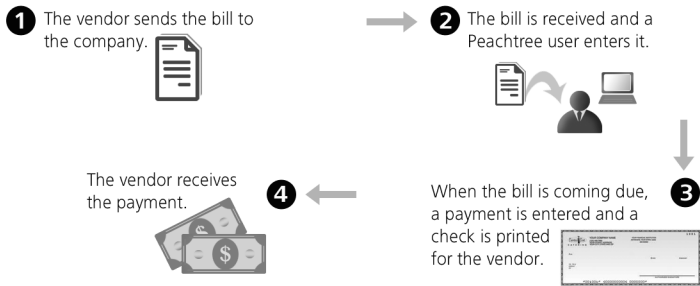 1 The vendor sends the bill to
the company.
2 The bill is received and a
Peachtree user enters it.
3
When the bill is coming due,
a payment is entered and a
check is printed
for the vendor.
4
The vendor receives
the payment.
$
$